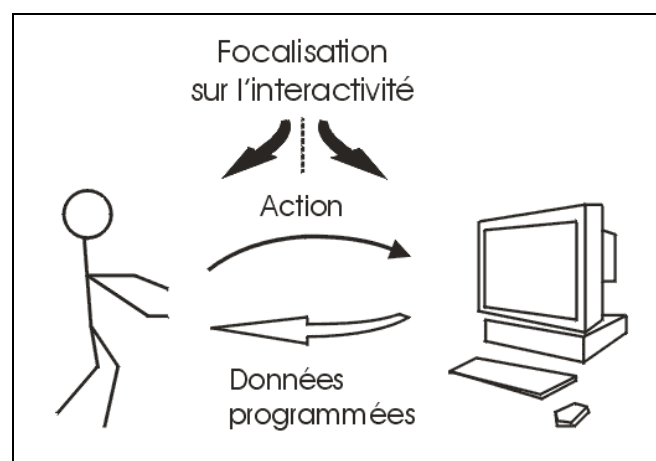 Focalisation
sur l'interactivité
Action
Données
programmées